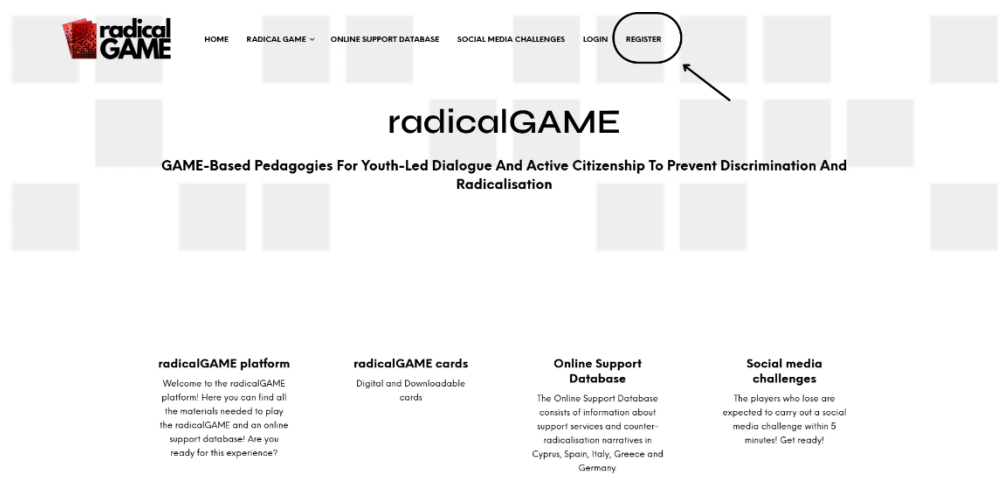 radical
GAME
HOME RADICAL GAME ONLINE SUPPORT DATABASE SOCIAL MEDIA CHALLENGES LOGIN REGISTER
radicalGAME
GAME-Based Pedagogies For Youth-Led Dialogue And Active Citizenship To Prevent Discrimination And
Radicalisation
radicalGAME platform
Welcome to the radicalGAME
platform! Here you can find all
the materials needed to play
the radicalGAME and an online
support database! Are you
ready for this experience?
radicalGAME cards
Digital and Downloadable
cards
Online Support
Database
The Online Support Database
consists of information about
support services and counter-
radicalisation narratives in
Cyprus, Spain, Italy, Greece and
Germany
Social media
challenges
The players who lose are
expected to carry out a social
media challenge within 5
minutes! Get ready!